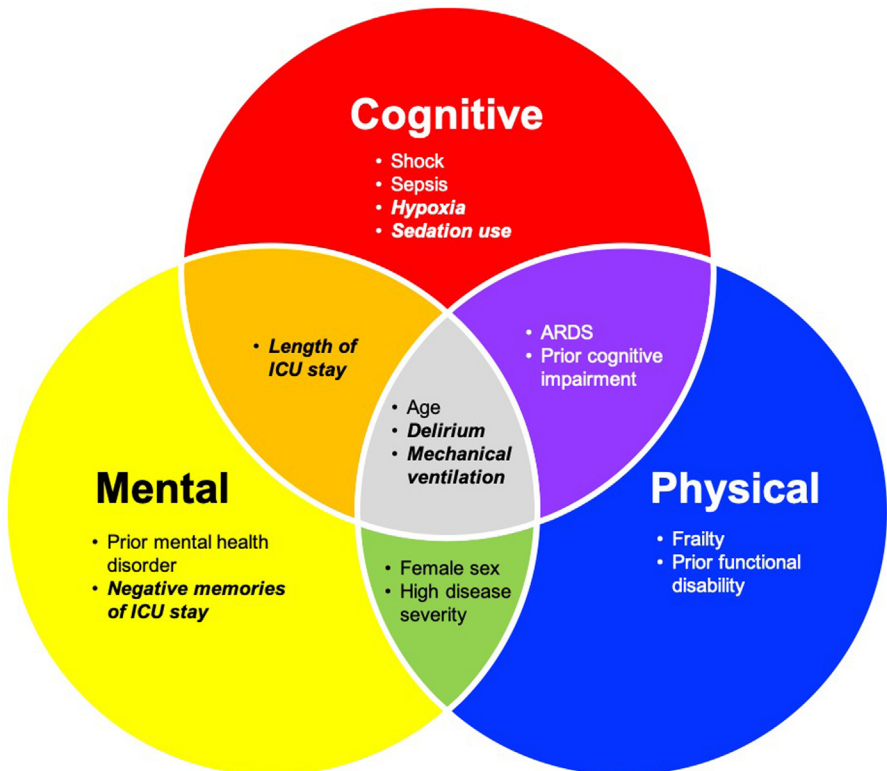 Cognitive
• Shock
• Sepsis
• Hypoxia
• Sedation use
• Length of
ICU stay
• ARDS
• Prior cognitive
impairment
• Age
• Delirium
• Mechanical
ventilation
Mental
• Prior mental health
disorder
• Negative memories
of ICU stay
Physical
• Frailty
• Prior functional
disability
• Female sex
• High disease
severity